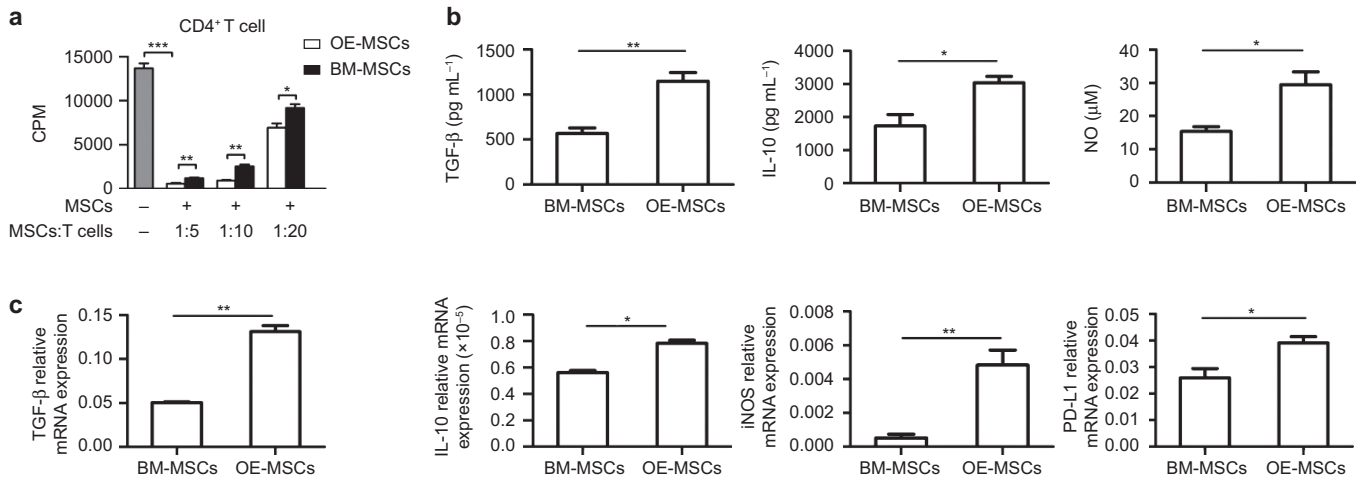 a
CD4⁺ T cell
OE-MSCs
BM-MSCs
CPM
15000
10000
5000
0
***
**
**
*
MSCs – + + +
MSCs:T cells – 1:5 1:10 1:20
b
TGF-β (pg mL⁻¹)
1500
1000
500
0
**
BM-MSCs OE-MSCs
IL-10 (pg mL⁻¹)
4000
3000
2000
1000
0
*
BM-MSCs OE-MSCs
NO (μM)
40
30
20
10
0
*
BM-MSCs OE-MSCs
c
TGF-β relative
mRNA expression
0.15
0.10
0.05
0.00
**
BM-MSCs OE-MSCs
IL-10 relative mRNA
expression (×10⁻⁵)
1.0
0.8
0.6
0.4
0.2
0.0
*
BM-MSCs OE-MSCs
iNOS relative
mRNA expression
0.008
0.006
0.004
0.002
0.000
**
BM-MSCs OE-MSCs
PD-L1 relative
mRNA expression
0.05
0.04
0.03
0.02
0.01
0.00
*
BM-MSCs OE-MSCs